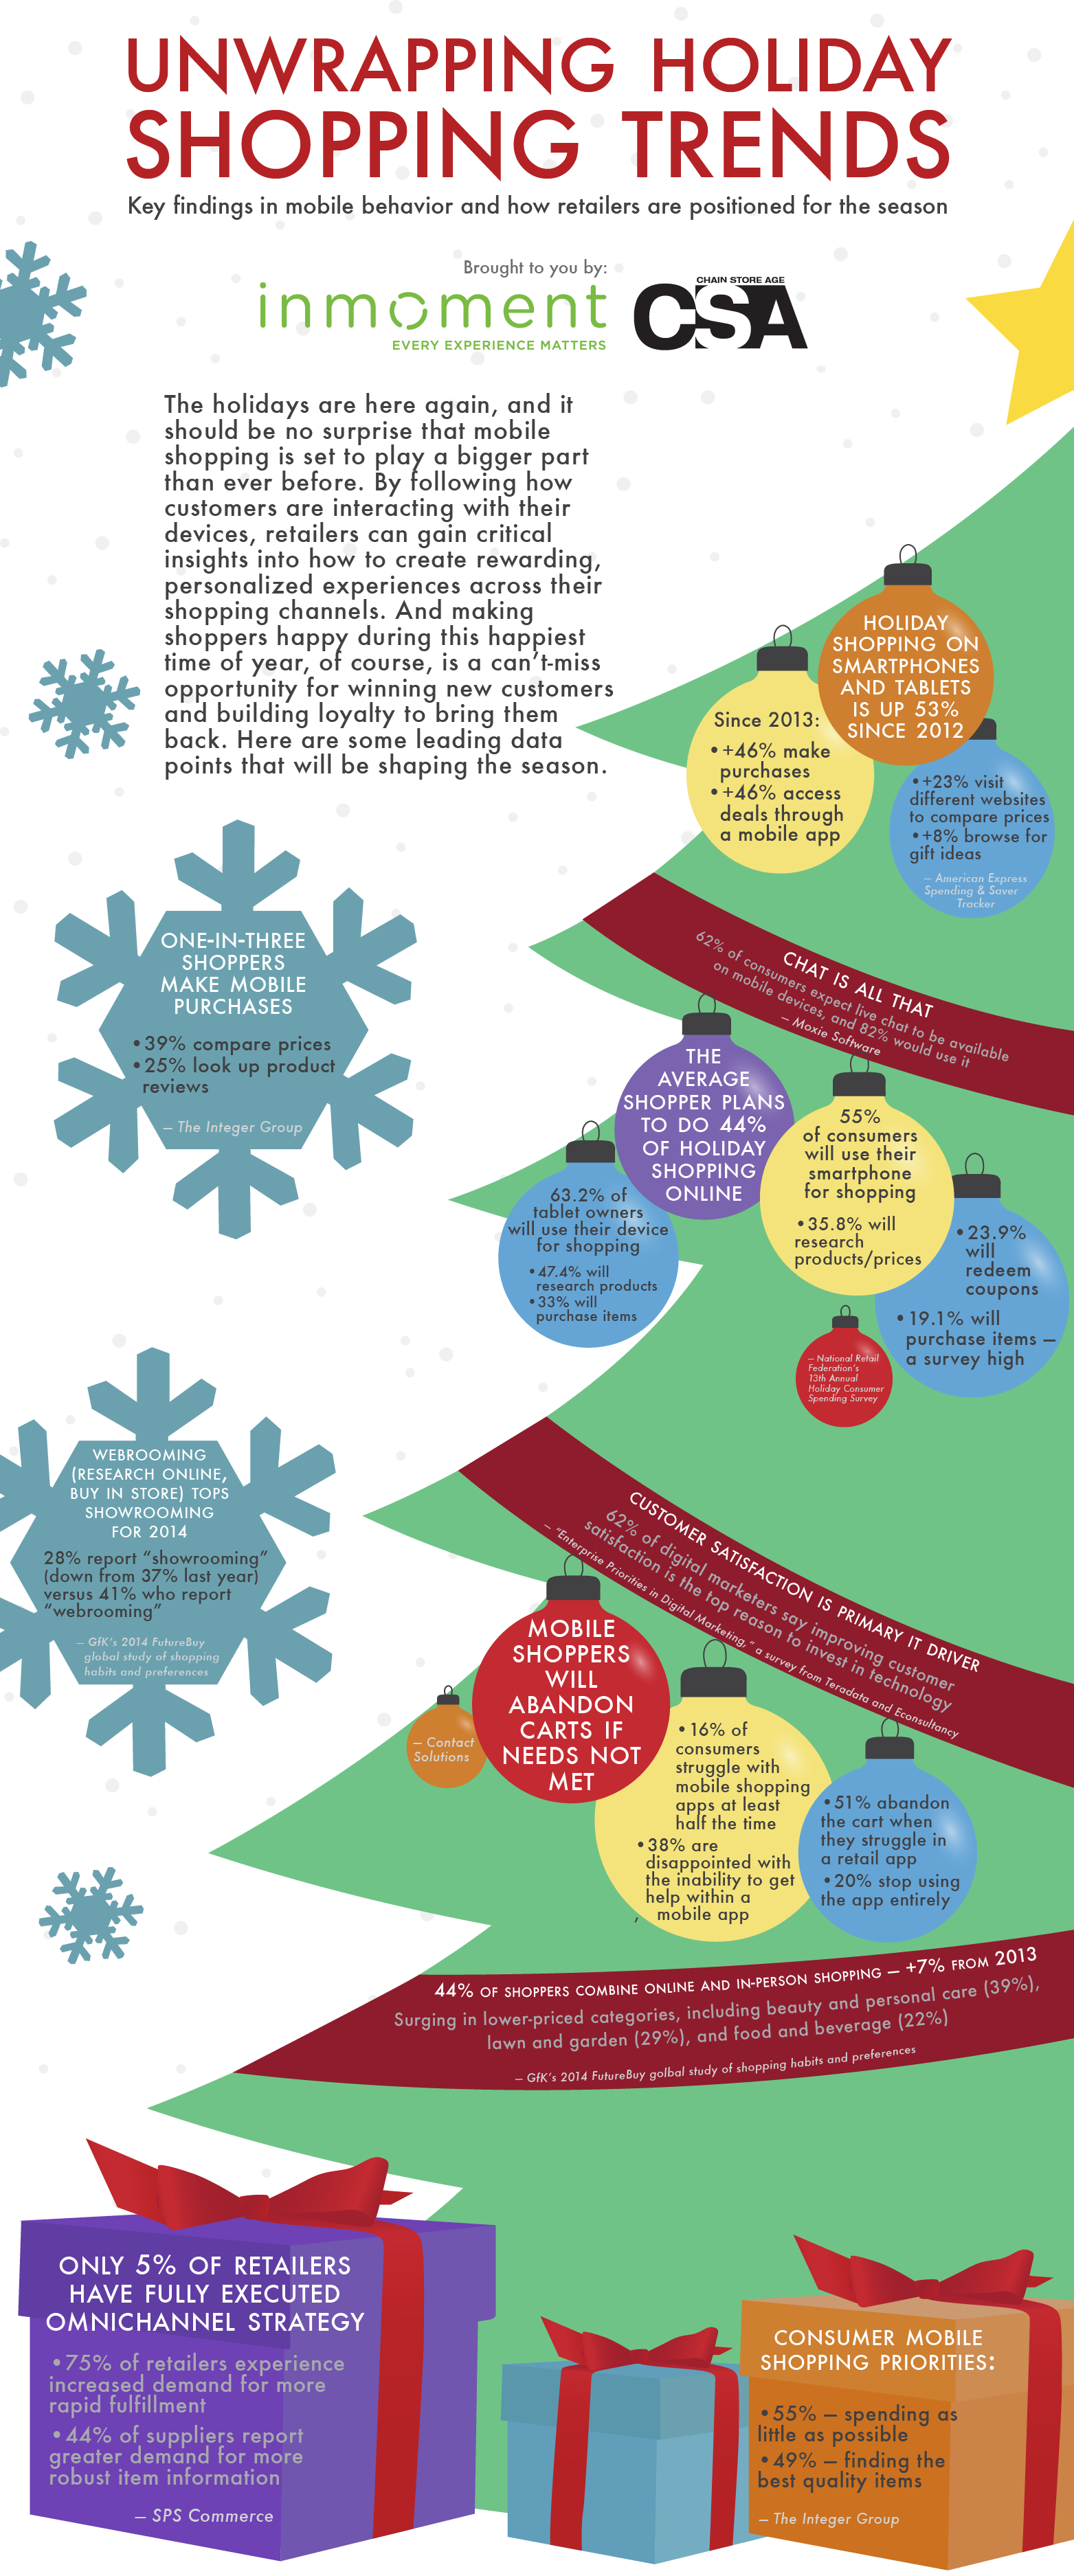 UNWRAPPING HOLIDAY
SHOPPING TRENDS
Key findings in mobile behavior and how retailers are positioned for the season
Brought to you by:
inmoment
EVERY EXPERIENCE MATTERS
CHAIN STORE AGE
CSA
The holidays are here again, and it
should be no surprise that mobile
shopping is set to play a bigger part
than ever before. By following how
customers are interacting with their
devices, retailers can gain critical
insights into how to create rewarding,
personalized experiences across their
shopping channels. And making
shoppers happy during this happiest
time of year, of course, is a can't-miss
opportunity for winning new customers
and building loyalty to bring them
back. Here are some leading data
points that will be shaping the season.
HOLIDAY
SHOPPING ON
SMARTPHONES
AND TABLETS
IS UP 53%
SINCE 2012
Since 2013:
• +46% make
purchases
• +46% access
deals through
a mobile app
• +23% visit
different websites
to compare prices
• +8% browse for
gift ideas
— American Express
Spending & Saver
Tracker
ONE-IN-THREE
SHOPPERS
MAKE MOBILE
PURCHASES
• 39% compare prices
• 25% look up product
reviews
— The Integer Group
CHAT IS ALL THAT
62% of consumers expect live chat to be available
on mobile devices, and 82% would use it
— Moxie Software
THE
AVERAGE
SHOPPER PLANS
TO DO 44%
OF HOLIDAY
SHOPPING
ONLINE
63.2% of
tablet owners
will use their device
for shopping
• 47.4% will
research products
• 33% will
purchase items
55%
of consumers
will use their
smartphone
for shopping
• 35.8% will
research
products/prices
• 23.9%
will
redeem
coupons
• 19.1% will
purchase items —
a survey high
— National Retail
Federation's
13th Annual
Holiday Consumer
Spending Survey
WEBROOMING
(RESEARCH ONLINE,
BUY IN STORE) TOPS
SHOWROOMING
FOR 2014
28% report "showrooming"
(down from 37% last year)
versus 41% who report
"webrooming"
— GfK's 2014 FutureBuy
global study of shopping
habits and preferences
CUSTOMER SATISFACTION IS PRIMARY IT DRIVER
62% of digital marketers say improving customer
satisfaction is the top reason to invest in technology
— "Enterprise Priorities in Digital Marketing," a survey from Teradata and Econsultancy
MOBILE
SHOPPERS
WILL
ABANDON
CARTS IF
NEEDS NOT
MET
— Contact
Solutions
• 16% of
consumers
struggle with
mobile shopping
apps at least
half the time
• 38% are
disappointed with
the inability to get
help within a
, mobile app
• 51% abandon
the cart when
they struggle in
a retail app
• 20% stop using
the app entirely
44% OF SHOPPERS COMBINE ONLINE AND IN-PERSON SHOPPING — +7% FROM 2013
Surging in lower-priced categories, including beauty and personal care (39%),
lawn and garden (29%), and food and beverage (22%)
— GfK's 2014 FutureBuy golbal study of shopping habits and preferences
ONLY 5% OF RETAILERS
HAVE FULLY EXECUTED
OMNICHANNEL STRATEGY
• 75% of retailers experience
increased demand for more
rapid fulfillment
• 44% of suppliers report
greater demand for more
robust item information
— SPS Commerce
CONSUMER MOBILE
SHOPPING PRIORITIES:
• 55% — spending as
little as possible
• 49% — finding the
best quality items
— The Integer Group